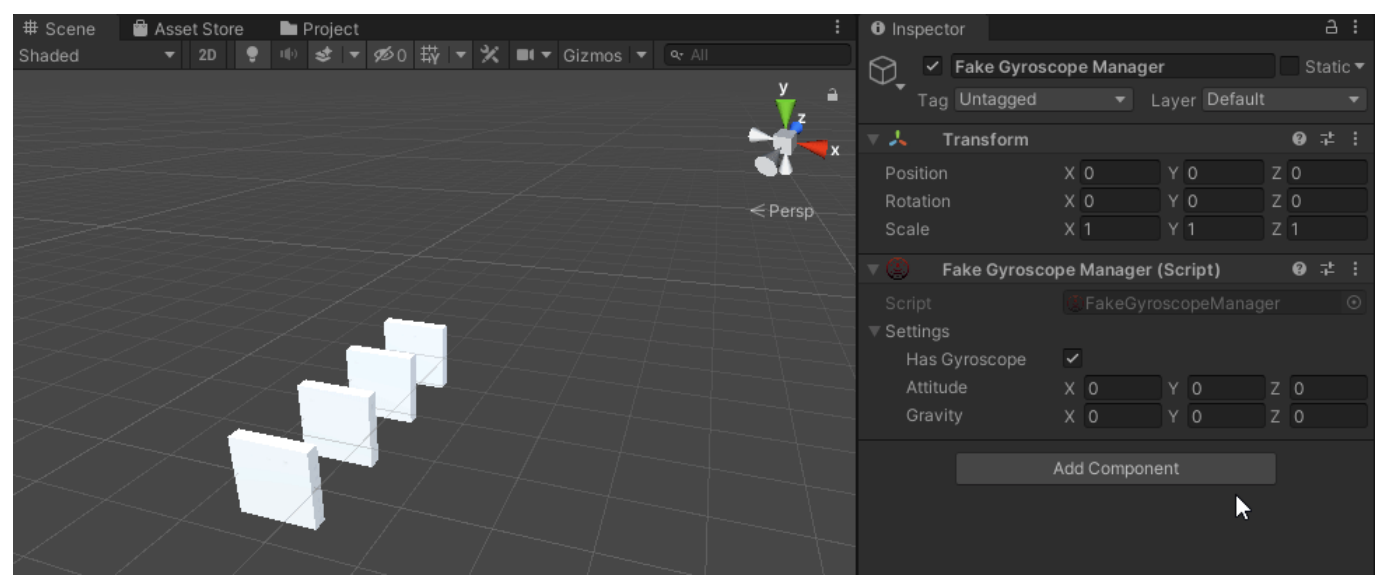 Scene Asset Store Project
Shaded 2D 0 Gizmos All
y
z
x
Persp
Inspector
Fake Gyroscope Manager Static
Tag Untagged Layer Default
Transform
Position X 0 Y 0 Z 0
Rotation X 0 Y 0 Z 0
Scale X 1 Y 1 Z 1
Fake Gyroscope Manager (Script)
Script FakeGyroscopeManager
Settings
Has Gyroscope
Attitude X 0 Y 0 Z 0
Gravity X 0 Y 0 Z 0
Add Component